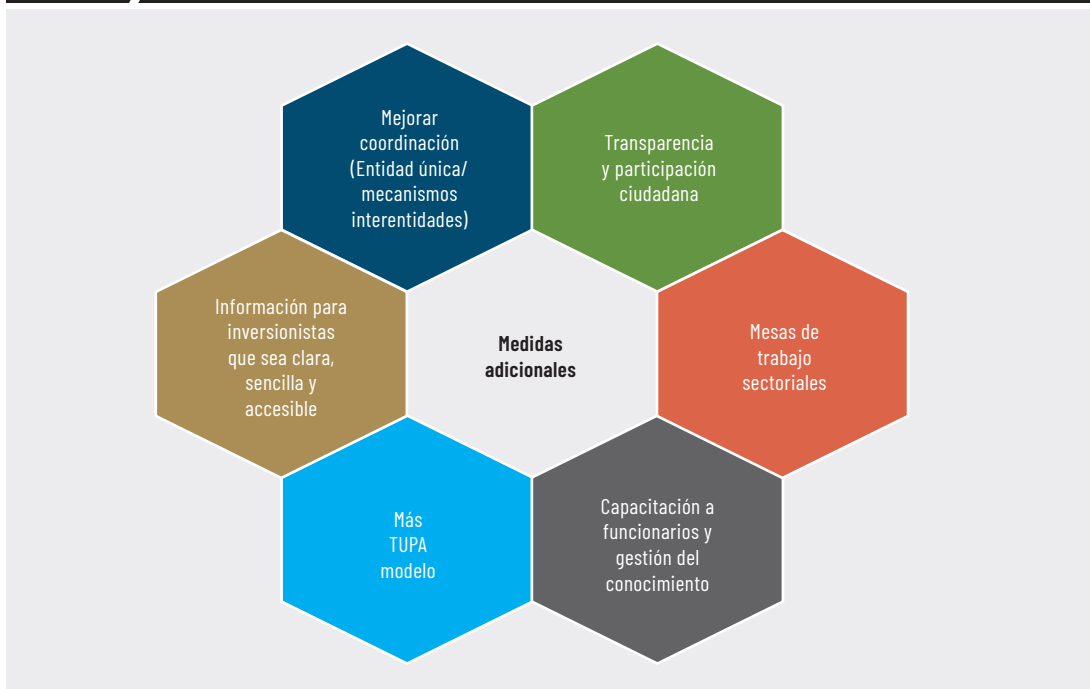 Mejorar
coordinación
(Entidad única/
mecanismos
interentidades)
Transparencia
y participación
ciudadana
Información para
inversionistas
que sea clara,
sencilla y
accesible
Medidas
adicionales
Mesas de
trabajo
sectoriales
Más
TUPA
modelo
Capacitación a
funcionarios y
gestión del
conocimiento